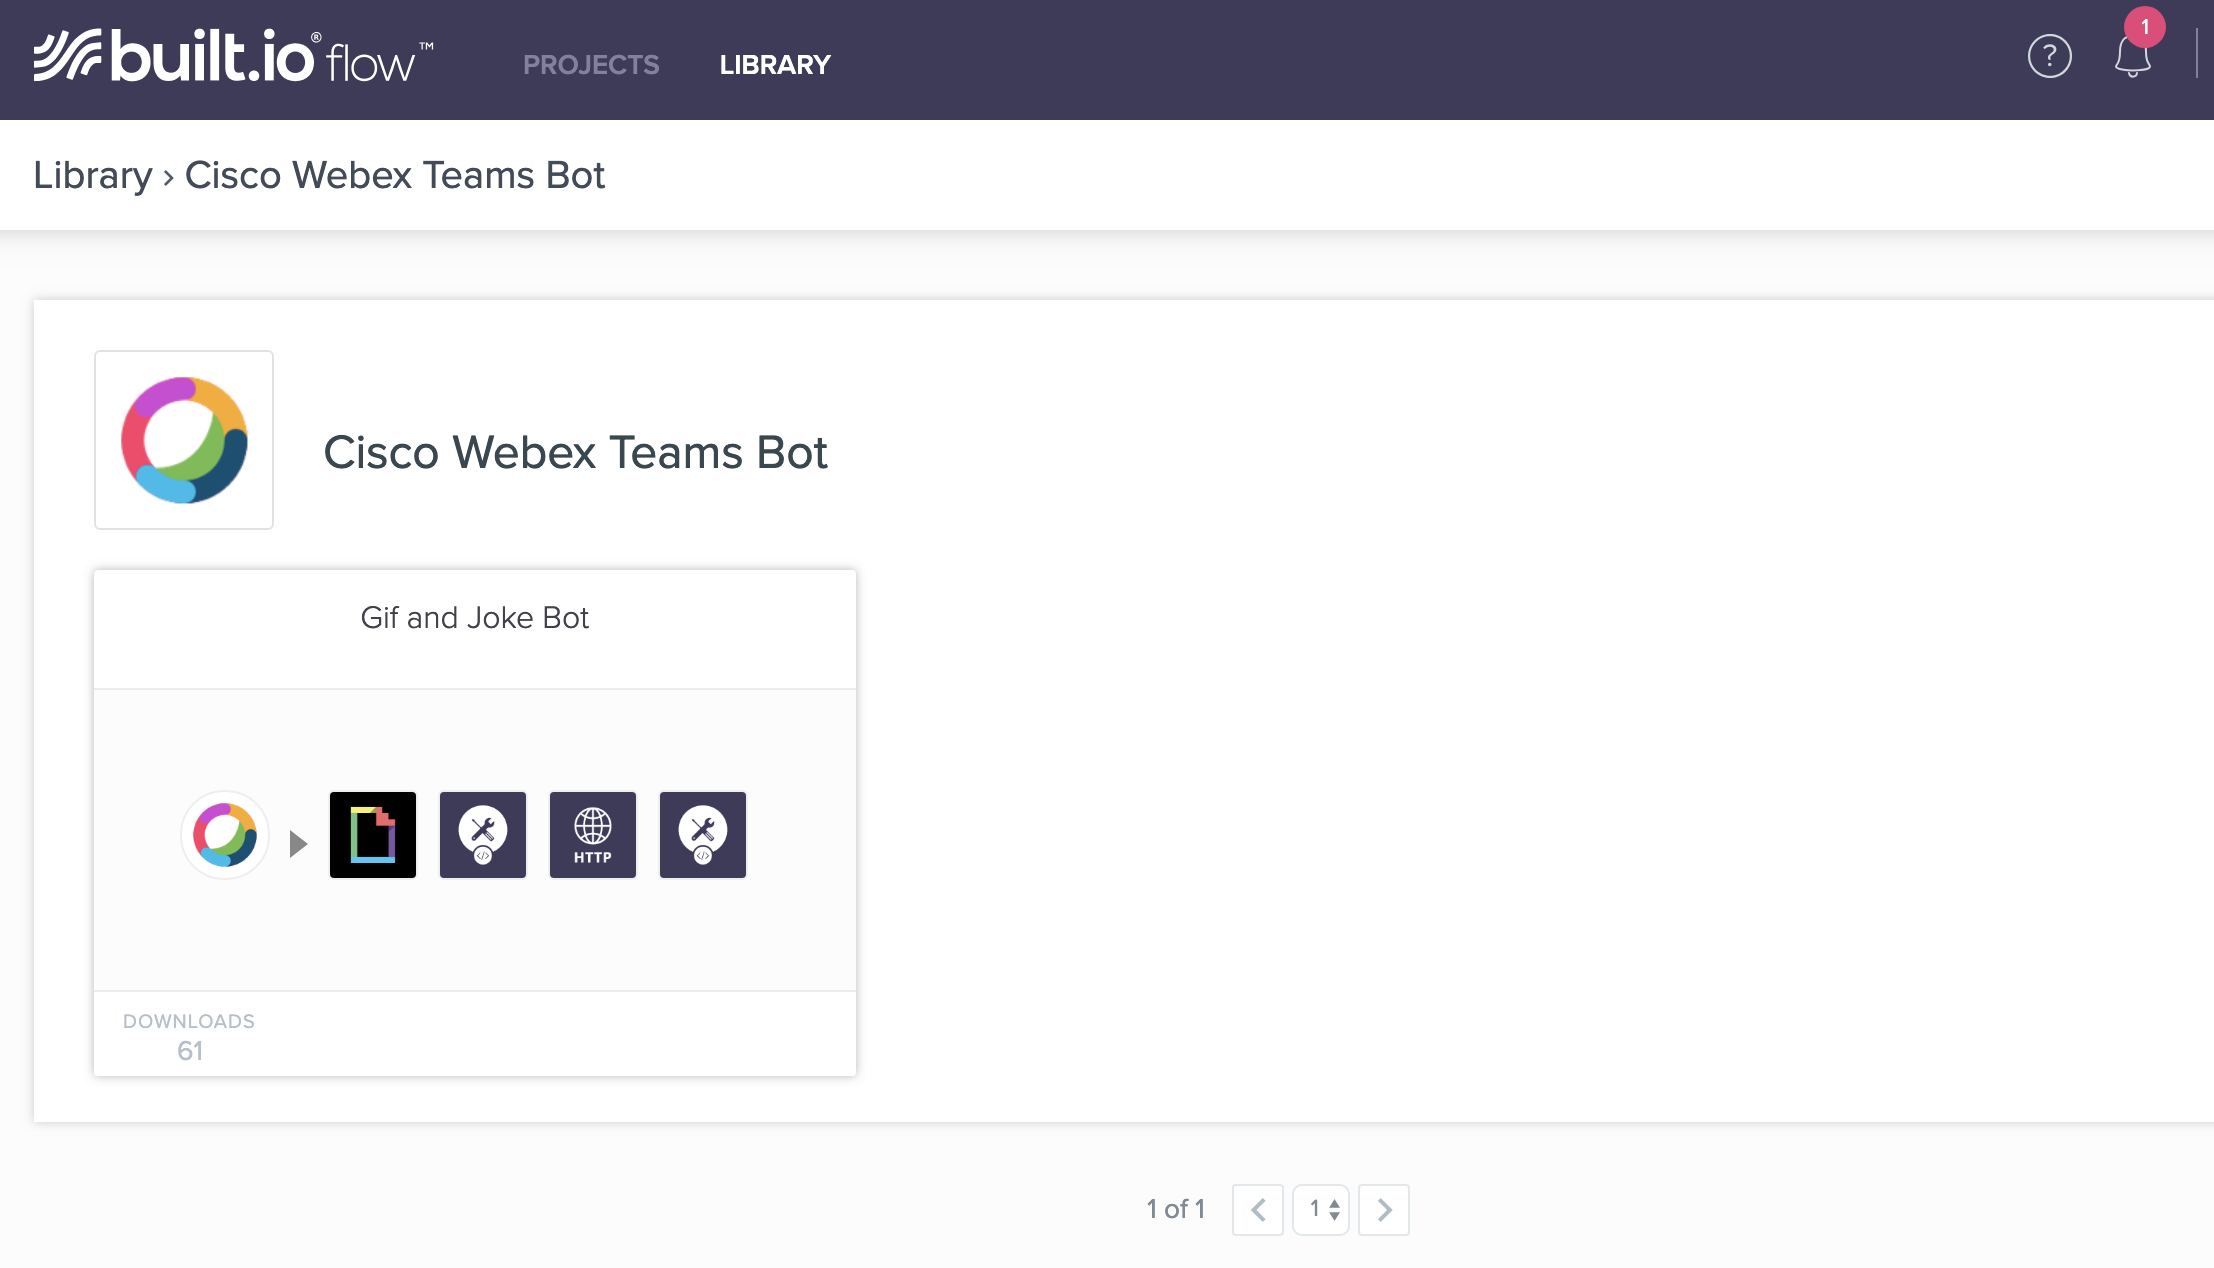 built.io® flow™
PROJECTS
LIBRARY
?
1
Library › Cisco Webex Teams Bot
Cisco Webex Teams Bot
Gif and Joke Bot
</>
HTTP
</>
DOWNLOADS
61
1 of 1
1